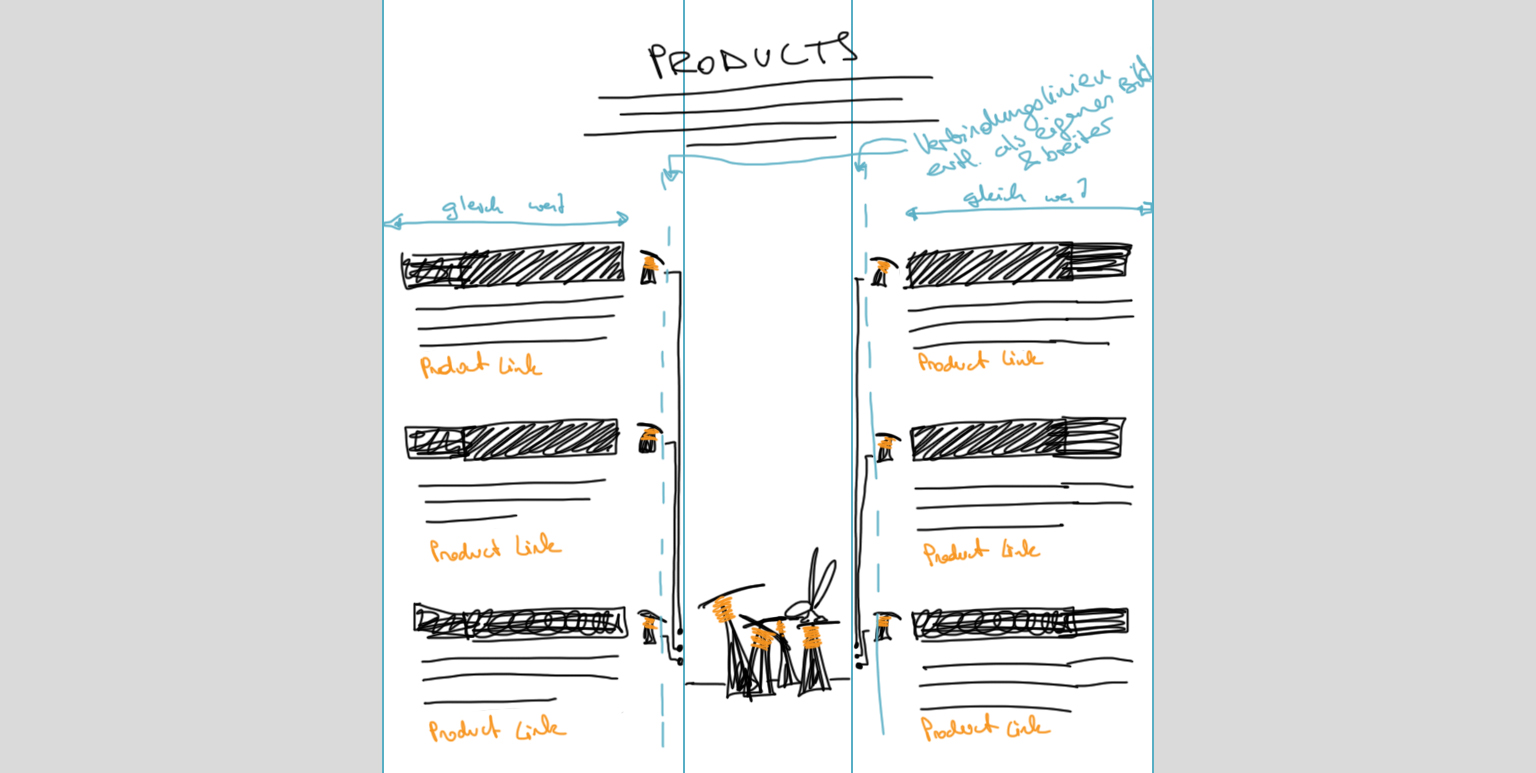 PRODUCTS
Verbindungslinien
evtl. als eigenes Bild
& breiter
gleich weit
gleich weit
Product Link
Product Link
Product Link
Product Link
Product Link
Product Link